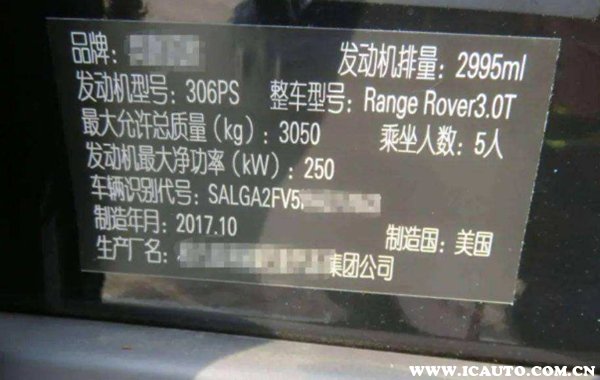 品牌:
发动机排量: 2995ml
发动机型号: 306PS 整车型号: Range Rover3.0T
最大允许总质量 (kg): 3050 乘坐人数: 5人
发动机最大净功率 (kW): 250
车辆识别代号: SALGA2FV5
制造年月: 2017.10 制造国: 美国
生产厂名: 集团公司
www.icauto.com.cn